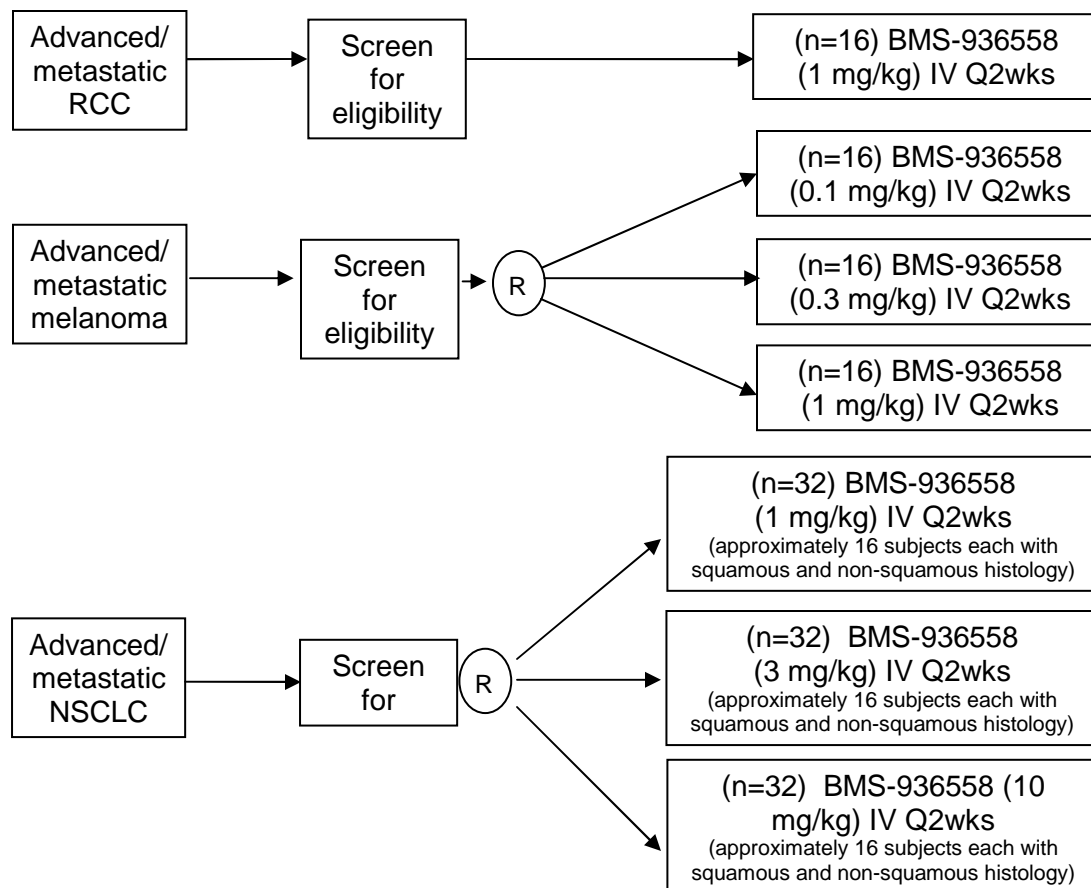 Advanced/
metastatic
RCC
Screen
for
eligibility
(n=16) BMS-936558
(1 mg/kg) IV Q2wks
Advanced/
metastatic
melanoma
Screen
for
eligibility
R
(n=16) BMS-936558
(0.1 mg/kg) IV Q2wks
(n=16) BMS-936558
(0.3 mg/kg) IV Q2wks
(n=16) BMS-936558
(1 mg/kg) IV Q2wks
Advanced/
metastatic
NSCLC
Screen
for
R
(n=32) BMS-936558
(1 mg/kg) IV Q2wks
(approximately 16 subjects each with
squamous and non-squamous histology)
(n=32) BMS-936558
(3 mg/kg) IV Q2wks
(approximately 16 subjects each with
squamous and non-squamous histology)
(n=32) BMS-936558 (10
mg/kg) IV Q2wks
(approximately 16 subjects each with
squamous and non-squamous histology)